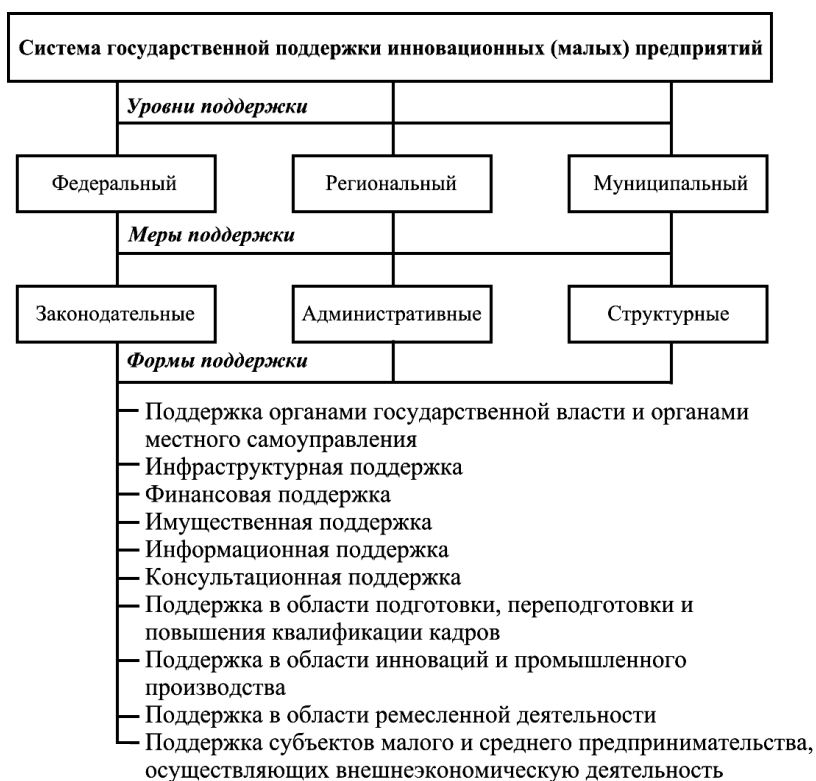 Система государственной поддержки инновационных (малых) предприятий
Уровни поддержки
Федеральный Региональный Муниципальный
Меры поддержки
Законодательные Административные Структурные
Формы поддержки
Поддержка органами государственной власти и органами
местного самоуправления
Инфраструктурная поддержка
Финансовая поддержка
Имущественная поддержка
Информационная поддержка
Консультационная поддержка
Поддержка в области подготовки, переподготовки и
повышения квалификации кадров
Поддержка в области инноваций и промышленного
производства
Поддержка в области ремесленной деятельности
Поддержка субъектов малого и среднего предпринимательства,
осуществляющих внешнеэкономическую деятельность